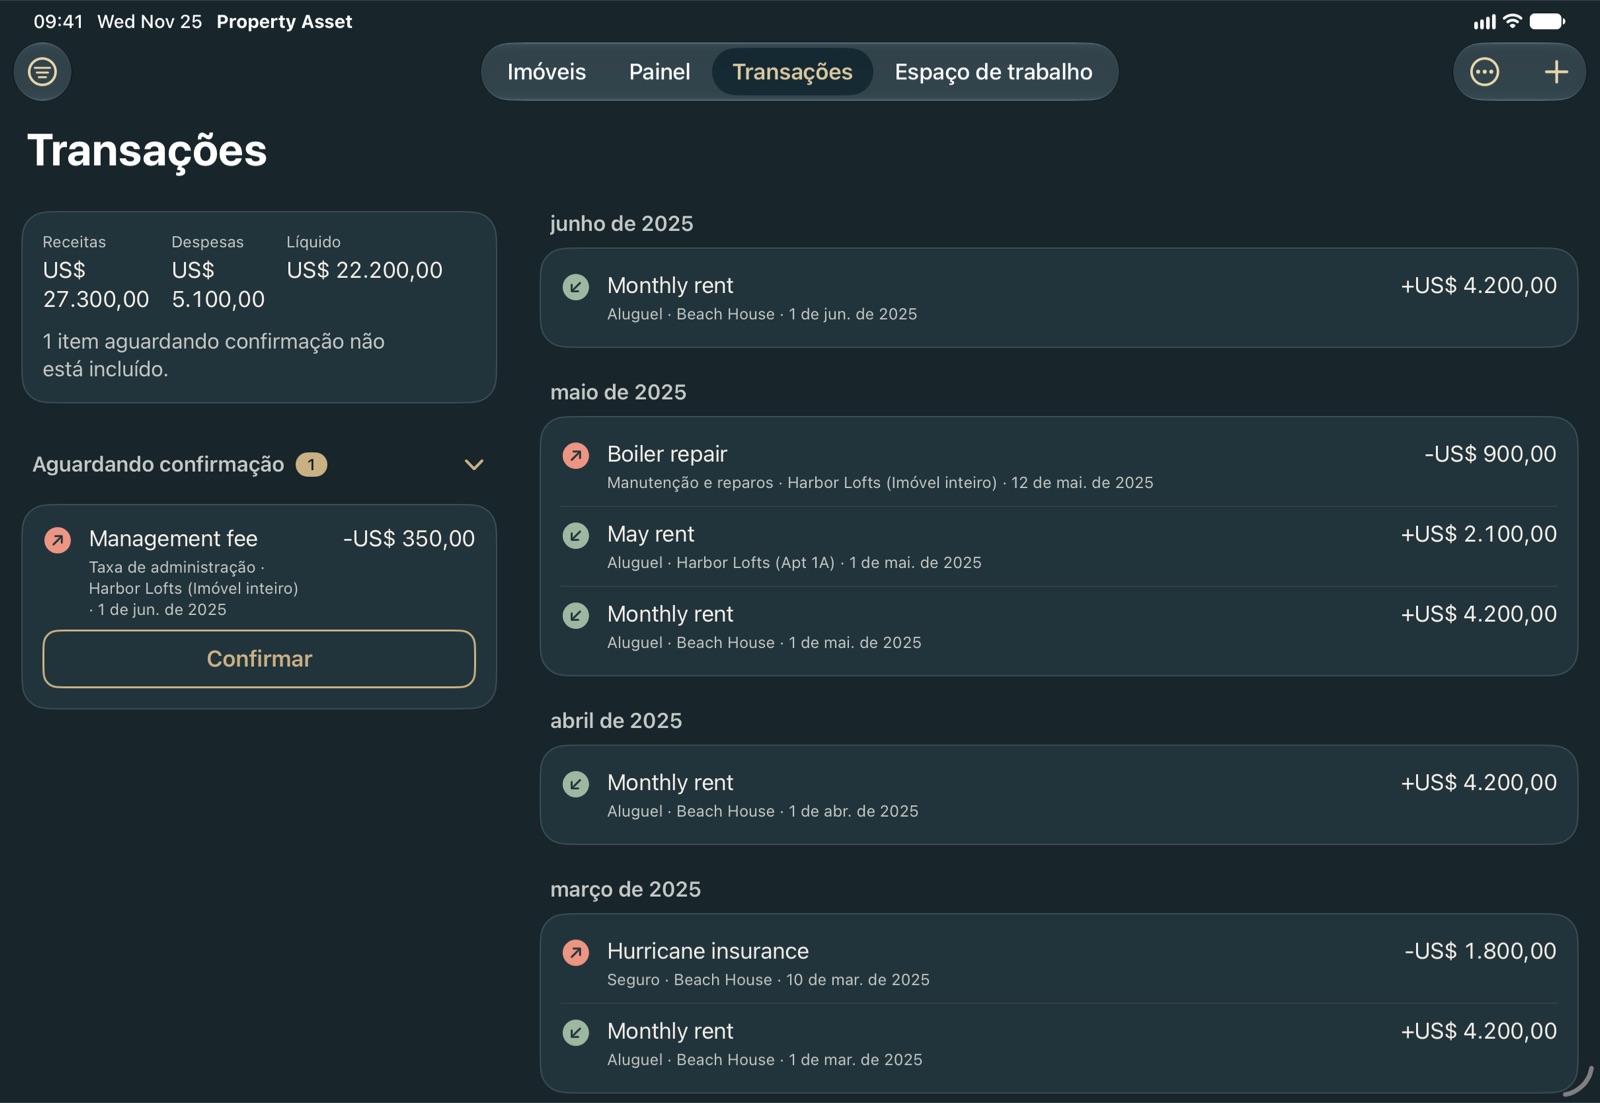 09:41 Wed Nov 25 Property Asset
Imóveis Painel Transações Espaço de trabalho
Transações
Receitas Despesas Líquido
US$ 27.300,00 US$ 5.100,00 US$ 22.200,00
1 item aguardando confirmação não
está incluído.
Aguardando confirmação 1
Management fee -US$ 350,00
Taxa de administração ·
Harbor Lofts (Imóvel inteiro)
· 1 de jun. de 2025
Confirmar
junho de 2025
Monthly rent +US$ 4.200,00
Aluguel · Beach House · 1 de jun. de 2025
maio de 2025
Boiler repair -US$ 900,00
Manutenção e reparos · Harbor Lofts (Imóvel inteiro) · 12 de mai. de 2025
May rent +US$ 2.100,00
Aluguel · Harbor Lofts (Apt 1A) · 1 de mai. de 2025
Monthly rent +US$ 4.200,00
Aluguel · Beach House · 1 de mai. de 2025
abril de 2025
Monthly rent +US$ 4.200,00
Aluguel · Beach House · 1 de abr. de 2025
março de 2025
Hurricane insurance -US$ 1.800,00
Seguro · Beach House · 10 de mar. de 2025
Monthly rent +US$ 4.200,00
Aluguel · Beach House · 1 de mar. de 2025